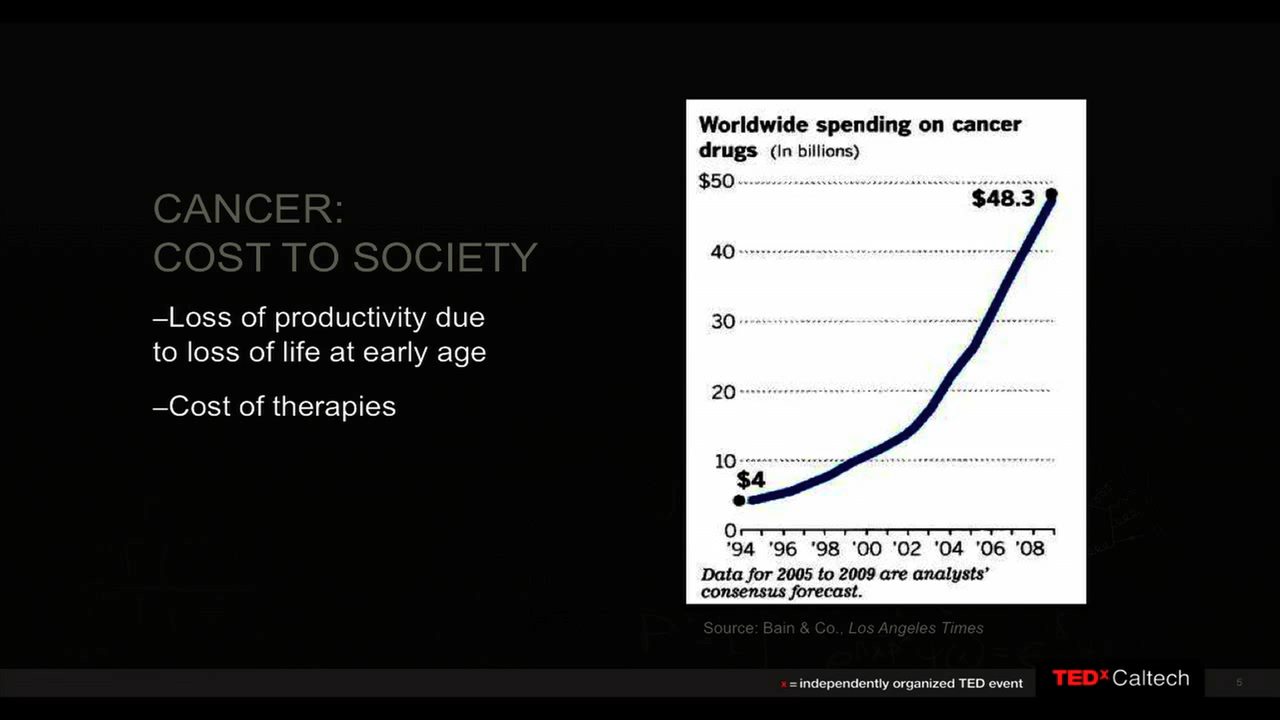 CANCER:
COST TO SOCIETY
–Loss of productivity due
to loss of life at early age
–Cost of therapies
Worldwide spending on cancer
drugs (In billions)
$50
$48.3
40
30
20
10
$4
0
'94 '96 '98 '00 '02 '04 '06 '08
Data for 2005 to 2009 are analysts'
consensus forecast.
Source: Bain & Co., Los Angeles Times
x = independently organized TED event
TEDxCaltech
5